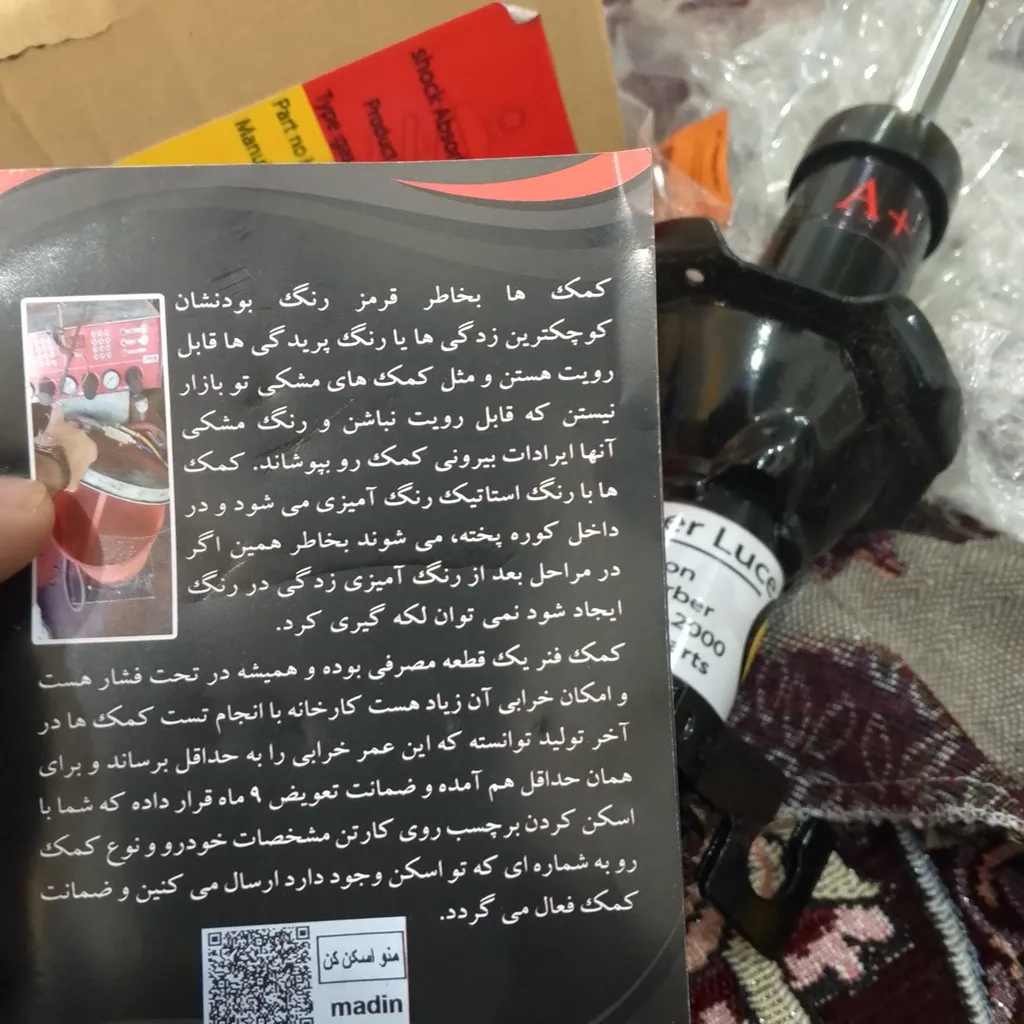 shock Absor
Product
Type: gas
Part no
Manu
A+
کمک ها بخاطر قرمز رنگ بودنشان
کوچکترین زدگی ها یا رنگ پریدگی ها قابل
رویت هستن و مثل کمک های مشکی تو بازار
نیستن که قابل رویت نباشن و رنگ مشکی
آنها ایرادات بیرونی کمک رو بپوشاند. کمک
ها با رنگ استاتیک رنگ آمیزی می شود و در
داخل کوره پخته، می شوند بخاطر همین اگر
در مراحل بعد از رنگ آمیزی زدگی در رنگ
ایجاد شود نمی توان لکه گیری کرد.
کمک فنر یک قطعه مصرفی بوده و همیشه در تحت فشار هست
و امکان خرابی آن زیاد هست کارخانه با انجام تست کمک ها در
آخر تولید توانسته که این عمر خرابی را به حداقل برساند و برای
همان حداقل هم آمده و ضمانت تعویض ۹ ماه قرار داده که شما با
اسکن کردن برچسب روی کارتن مشخصات خودرو و نوع کمک
رو به شماره ای که تو اسکن وجود دارد ارسال می کنین و ضمانت
کمک فعال می گردد.
منو اسکن کن
madin
er Luce
on
rber
2000
rts